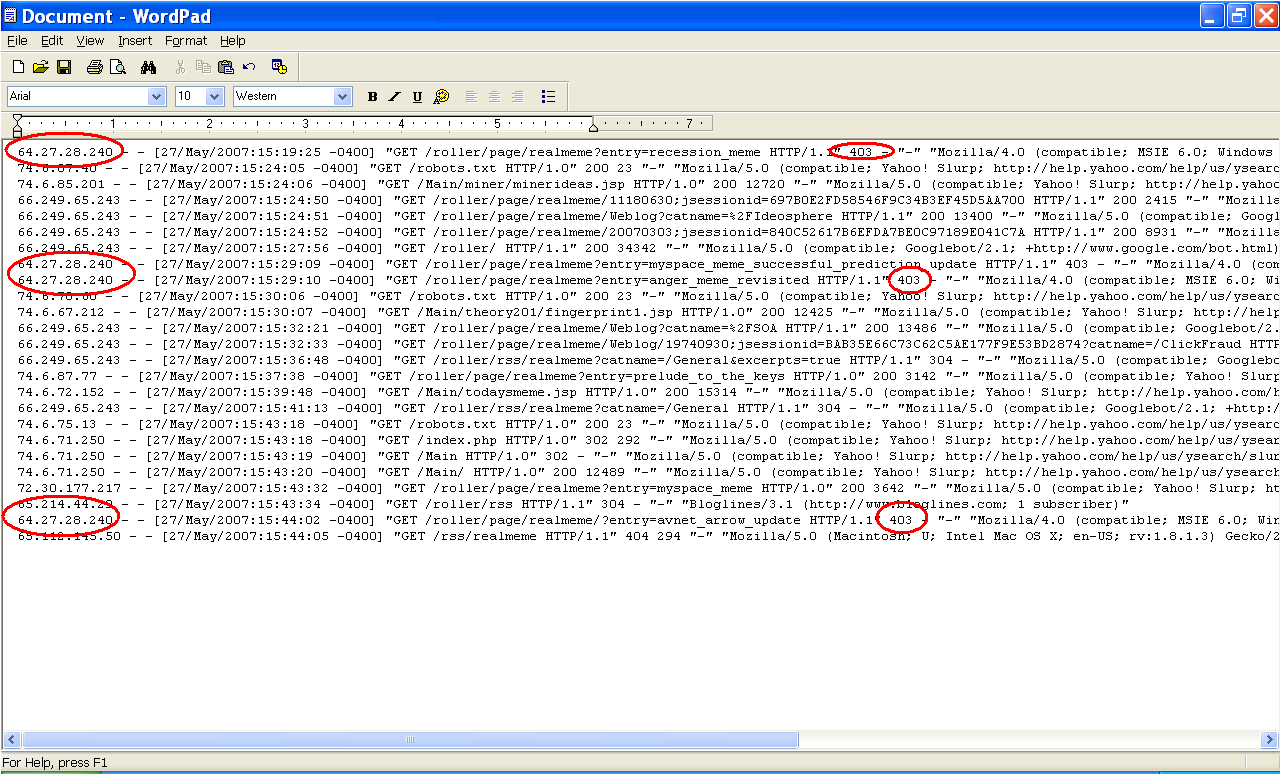 Document - WordPad
File Edit View Insert Format Help
Arial 10 Western B U
1 2 3 4 5 7
64.27.28.240 - - [27/May/2007:15:19:25 -0400] "GET /roller/page/realmeme?entry=recession_meme HTTP/1.1" 403 - "-" "Mozilla/4.0 (compatible; MSIE 6.0; Windows
74.6.87.40 - - [27/May/2007:15:24:05 -0400] "GET /robots.txt HTTP/1.0" 200 23 "-" "Mozilla/5.0 (compatible; Yahoo! Slurp; http://help.yahoo.com/help/us/ysearc
74.6.85.201 - - [27/May/2007:15:24:06 -0400] "GET /Main/miner/minerideas.jsp HTTP/1.0" 200 12720 "-" "Mozilla/5.0 (compatible; Yahoo! Slurp; http://help.yahoo
66.249.65.243 - - [27/May/2007:15:24:50 -0400] "GET /roller/page/realmeme/11180630;jsessionid=697B0E2FD58546F9C34B3EF45D5AA700 HTTP/1.1" 200 2415 "-" "Mozilla
66.249.65.243 - - [27/May/2007:15:24:51 -0400] "GET /roller/page/realmeme/Weblog?catname=%2FIdeosphere HTTP/1.1" 200 13400 "-" "Mozilla/5.0 (compatible; Googl
66.249.65.243 - - [27/May/2007:15:24:52 -0400] "GET /roller/page/realmeme/20070303;jsessionid=840C52617B6EFDA7BE0C97189E041C7A HTTP/1.1" 200 8931 "-" "Mozilla
66.249.65.243 - - [27/May/2007:15:27:56 -0400] "GET /roller/ HTTP/1.1" 200 34342 "-" "Mozilla/5.0 (compatible; Googlebot/2.1; +http://www.google.com/bot.html)
64.27.28.240 - - [27/May/2007:15:29:09 -0400] "GET /roller/page/realmeme?entry=myspace_meme_successful_prediction_update HTTP/1.1" 403 - "-" "Mozilla/4.0 (com
64.27.28.240 - - [27/May/2007:15:29:10 -0400] "GET /roller/page/realmeme?entry=anger_meme_revisited HTTP/1.1" 403 - "-" "Mozilla/4.0 (compatible; MSIE 6.0; Wi
[27/May/2007:15:30:06 -0400] "GET /robots.txt HTTP/1.0" 200 23 "-" "Mozilla/5.0 (compatible; Yahoo! Slurp; http://help.yahoo.com/help/us/ysearc
74.6.67.212 - - [27/May/2007:15:30:07 -0400] "GET /Main/theory201/fingerprint1.jsp HTTP/1.0" 200 12425 "-" "Mozilla/5.0 (compatible; Yahoo! Slurp; http://help
66.249.65.243 - - [27/May/2007:15:32:21 -0400] "GET /roller/page/realmeme/Weblog?catname=%2FSOA HTTP/1.1" 200 13486 "-" "Mozilla/5.0 (compatible; Googlebot/2.
66.249.65.243 - - [27/May/2007:15:32:33 -0400] "GET /roller/page/realmeme/Weblog/19740930;jsessionid=BAB35E66C73C62C5AE177F9E53BD2874?catname=/ClickFraud HTTP
66.249.65.243 - - [27/May/2007:15:36:48 -0400] "GET /roller/rss/realmeme?catname=/General&excerpts=true HTTP/1.1" 304 - "-" "Mozilla/5.0 (compatible; Googlebo
74.6.87.77 - - [27/May/2007:15:37:38 -0400] "GET /roller/page/realmeme?entry=prelude_to_the_keys HTTP/1.0" 200 3142 "-" "Mozilla/5.0 (compatible; Yahoo! Slurp
74.6.72.152 - - [27/May/2007:15:39:48 -0400] "GET /Main/todaysmeme.jsp HTTP/1.0" 200 15314 "-" "Mozilla/5.0 (compatible; Yahoo! Slurp; http://help.yahoo.com/h
66.249.65.243 - - [27/May/2007:15:41:13 -0400] "GET /roller/rss/realmeme?catname=/General HTTP/1.1" 304 - "-" "Mozilla/5.0 (compatible; Googlebot/2.1; +http:/
74.6.75.13 - - [27/May/2007:15:43:18 -0400] "GET /robots.txt HTTP/1.0" 200 23 "-" "Mozilla/5.0 (compatible; Yahoo! Slurp; http://help.yahoo.com/help/us/ysearc
74.6.71.250 - - [27/May/2007:15:43:18 -0400] "GET /index.php HTTP/1.0" 302 292 "-" "Mozilla/5.0 (compatible; Yahoo! Slurp; http://help.yahoo.com/help/us/ysear
74.6.71.250 - - [27/May/2007:15:43:19 -0400] "GET /Main HTTP/1.0" 302 - "-" "Mozilla/5.0 (compatible; Yahoo! Slurp; http://help.yahoo.com/help/us/ysearch/slur
74.6.71.250 - - [27/May/2007:15:43:20 -0400] "GET /Main/ HTTP/1.0" 200 12489 "-" "Mozilla/5.0 (compatible; Yahoo! Slurp; http://help.yahoo.com/help/us/ysearch
72.30.177.217 - - [27/May/2007:15:43:32 -0400] "GET /roller/page/realmeme?entry=myspace_meme HTTP/1.0" 200 3642 "-" "Mozilla/5.0 (compatible; Yahoo! Slurp; ht
- - [27/May/2007:15:43:34 -0400] "GET /roller/rss HTTP/1.1" 304 - "-" "Bloglines/3.1 (http://www.bloglines.com; 1 subscriber)"
64.27.28.240 - - [27/May/2007:15:44:02 -0400] "GET /roller/page/realmeme/?entry=avnet_arrow_update HTTP/1.1" 403 - "-" "Mozilla/4.0 (compatible; MSIE 6.0; Win
- - [27/May/2007:15:44:05 -0400] "GET /rss/realmeme HTTP/1.1" 404 294 "-" "Mozilla/5.0 (Macintosh; U; Intel Mac OS X; en-US; rv:1.8.1.3) Gecko/2
For Help, press F1